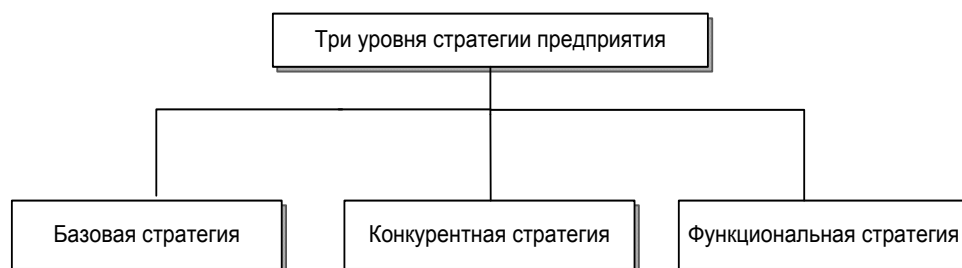 Три уровня стратегии предприятия
Базовая стратегия
Конкурентная стратегия
Функциональная стратегия